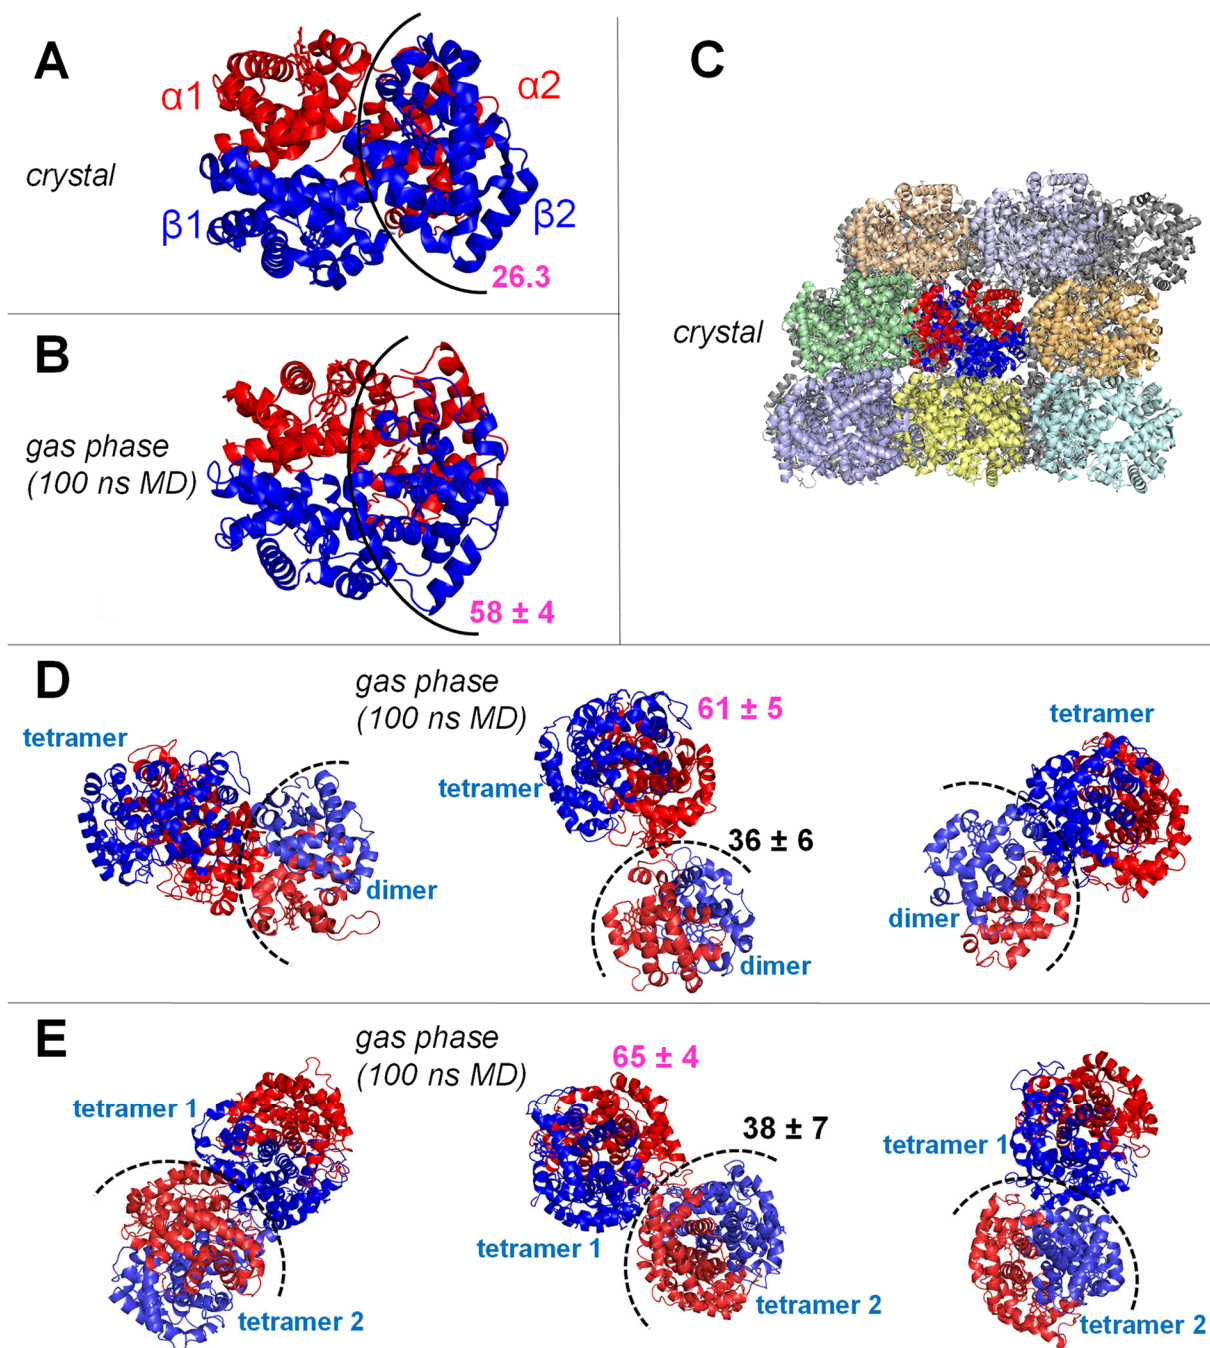 A
α1
α2
crystal
β1
β2
26.3
B
gas phase
(100 ns MD)
58 ± 4
C
crystal
D
gas phase
(100 ns MD)
tetramer
dimer
61 ± 5
tetramer
36 ± 6
dimer
tetramer
dimer
E
gas phase
(100 ns MD)
tetramer 1
tetramer 2
65 ± 4
38 ± 7
tetramer 1
tetramer 2
tetramer 1
tetramer 2